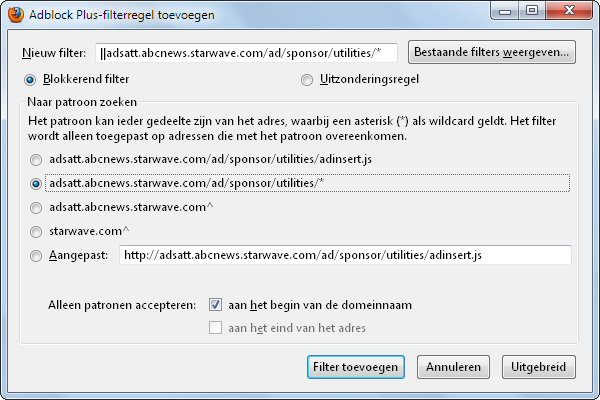 Adblock Plus-filterregel toevoegen
Nieuw filter: ||adsatt.abcnews.starwave.com/ad/sponsor/utilities/* Bestaande filters weergeven...
Blokkerend filter Uitzonderingsregel
Naar patroon zoeken
Het patroon kan ieder gedeelte zijn van het adres, waarbij een asterisk (*) als wildcard geldt. Het filter
wordt alleen toegepast op adressen die met het patroon overeenkomen.
adsatt.abcnews.starwave.com/ad/sponsor/utilities/adinsert.js
adsatt.abcnews.starwave.com/ad/sponsor/utilities/*
adsatt.abcnews.starwave.com^
starwave.com^
Aangepast: http://adsatt.abcnews.starwave.com/ad/sponsor/utilities/adinsert.js
Alleen patronen accepteren: aan het begin van de domeinnaam
aan het eind van het adres
Filter toevoegen Annuleren Uitgebreid